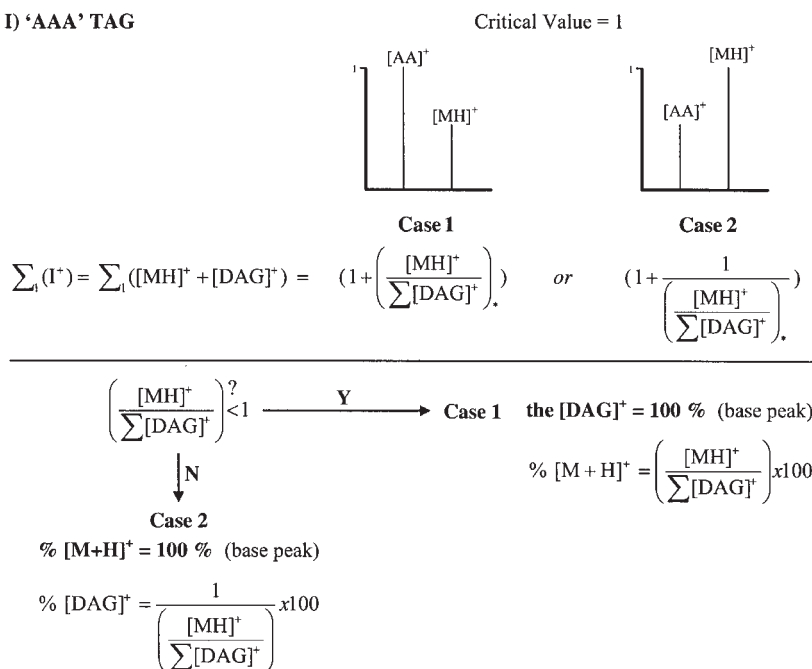 I) 'AAA' TAG
Critical Value = 1
[AA]⁺
[MH]⁺
1
Case 1
[MH]⁺
[AA]⁺
1
Case 2
∑₁(I⁺) = ∑₁([MH]⁺ + [DAG]⁺) = (1 + ([MH]⁺ / ∑[DAG]⁺)*) or (1 + 1 / ([MH]⁺ / ∑[DAG]⁺)*)
([MH]⁺ / ∑[DAG]⁺) <1 ?
Y
Case 1 the [DAG]⁺ = 100 % (base peak)
% [M + H]⁺ = ([MH]⁺ / ∑[DAG]⁺) x100
N
Case 2
% [M+H]⁺ = 100 % (base peak)
% [DAG]⁺ = 1 / ([MH]⁺ / ∑[DAG]⁺) x100